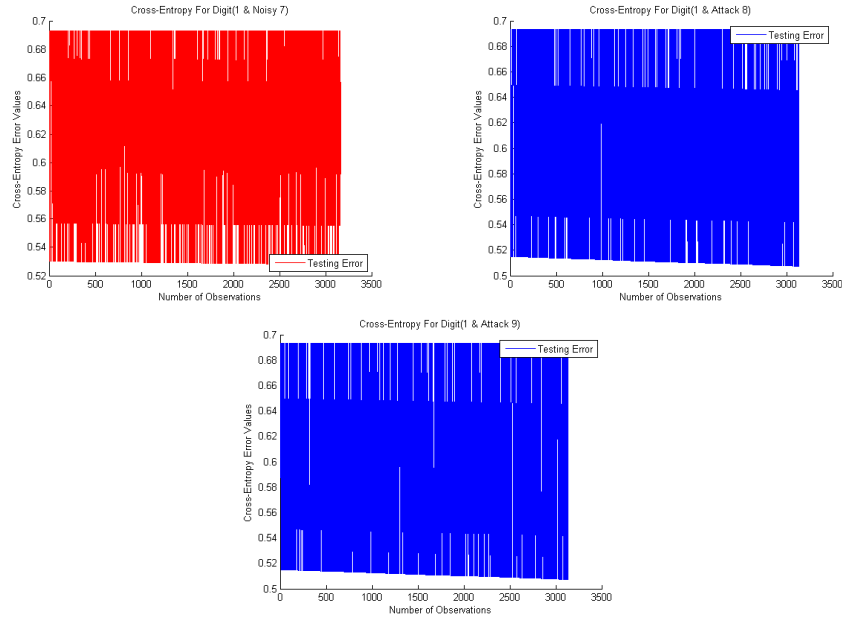 Cross-Entropy For Digit(1 & Noisy 7)
Cross-Entropy Error Values
0.7
0.68
0.66
0.64
0.62
0.6
0.58
0.56
0.54
0.52
Testing Error
0 500 1000 1500 2000 2500 3000 3500
Number of Observations
Cross-Entropy For Digit(1 & Attack 8)
Cross-Entropy Error Values
0.7
0.68
0.66
0.64
0.62
0.6
0.58
0.56
0.54
0.52
0.5
Testing Error
0 500 1000 1500 2000 2500 3000 3500
Number of Observations
Cross-Entropy For Digit(1 & Attack 9)
Cross-Entropy Error Values
0.7
0.68
0.66
0.64
0.62
0.6
0.58
0.56
0.54
0.52
0.5
Testing Error
0 500 1000 1500 2000 2500 3000 3500
Number of Observations